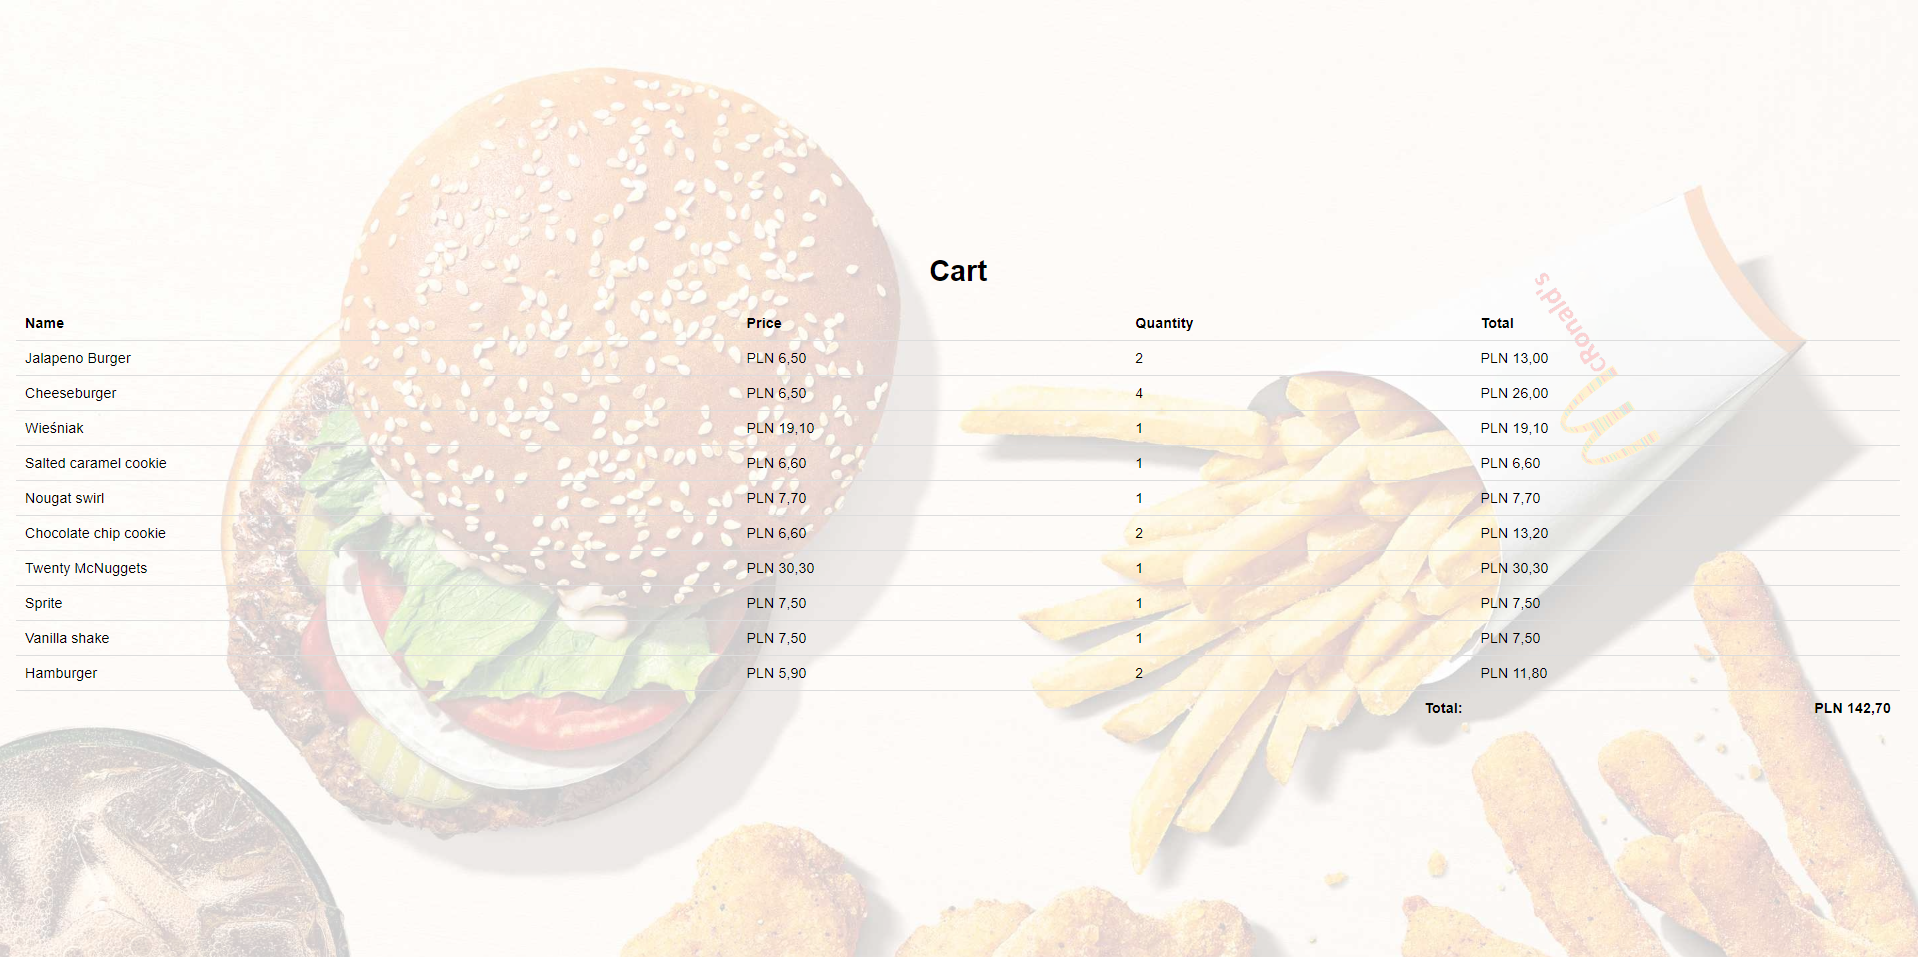 Cart
Name Price Quantity Total
Jalapeno Burger PLN 6,50 2 PLN 13,00
Cheeseburger PLN 6,50 4 PLN 26,00
Wieśniak PLN 19,10 1 PLN 19,10
Salted caramel cookie PLN 6,60 1 PLN 6,60
Nougat swirl PLN 7,70 1 PLN 7,70
Chocolate chip cookie PLN 6,60 2 PLN 13,20
Twenty McNuggets PLN 30,30 1 PLN 30,30
Sprite PLN 7,50 1 PLN 7,50
Vanilla shake PLN 7,50 1 PLN 7,50
Hamburger PLN 5,90 2 PLN 11,80
Total: PLN 142,70
cRonald's